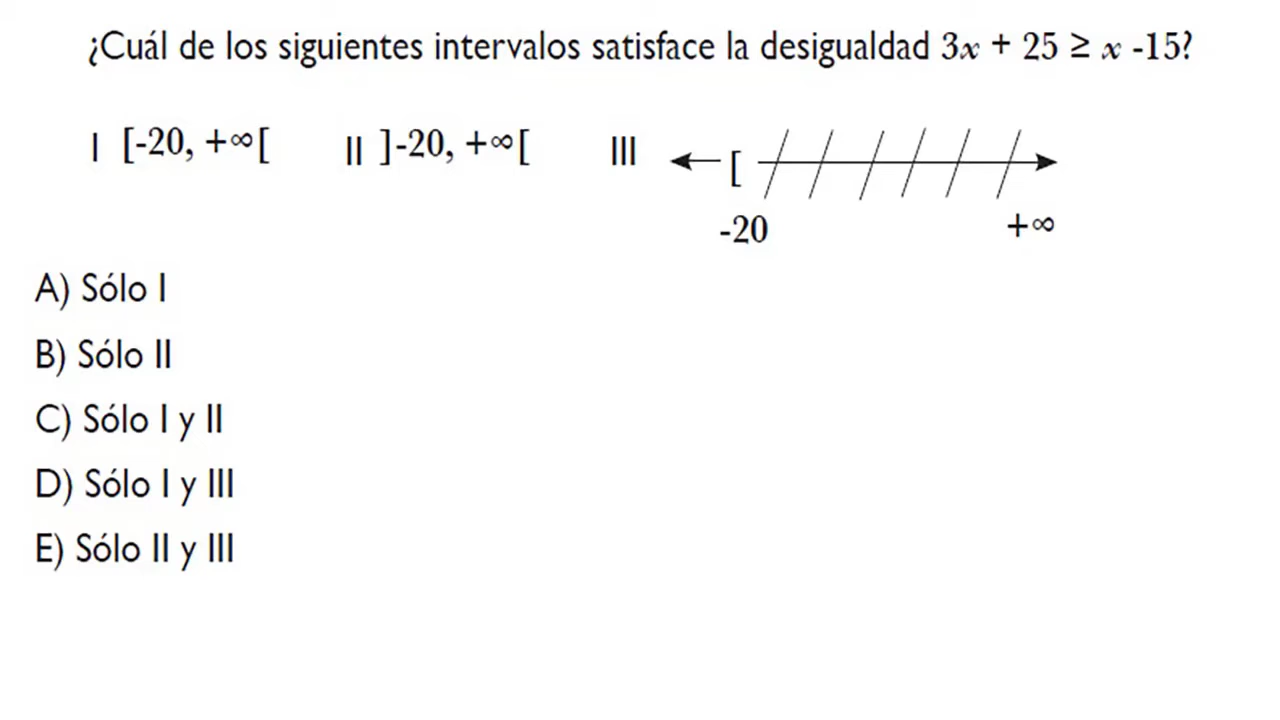 ¿Cuál de los siguientes intervalos satisface la desigualdad 3x + 25 ≥ x -15?
I [-20, +∞[ II ]-20, +∞[ III [
-20 +∞
A) Sólo I
B) Sólo II
C) Sólo I y II
D) Sólo I y III
E) Sólo II y III